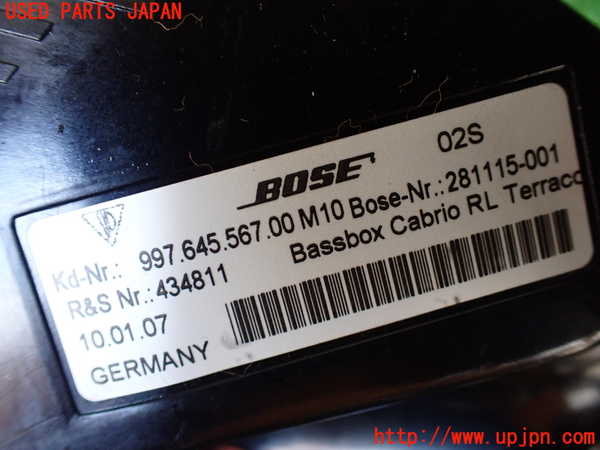 USED PARTS JAPAN
BOSE
02S
Kd-Nr.: 997.645.567.00 M10 Bose-Nr.:281115-001
R&S Nr.:434811
Bassbox Cabrio RL Terraco
10.01.07
GERMANY
http://www.upjpn.com